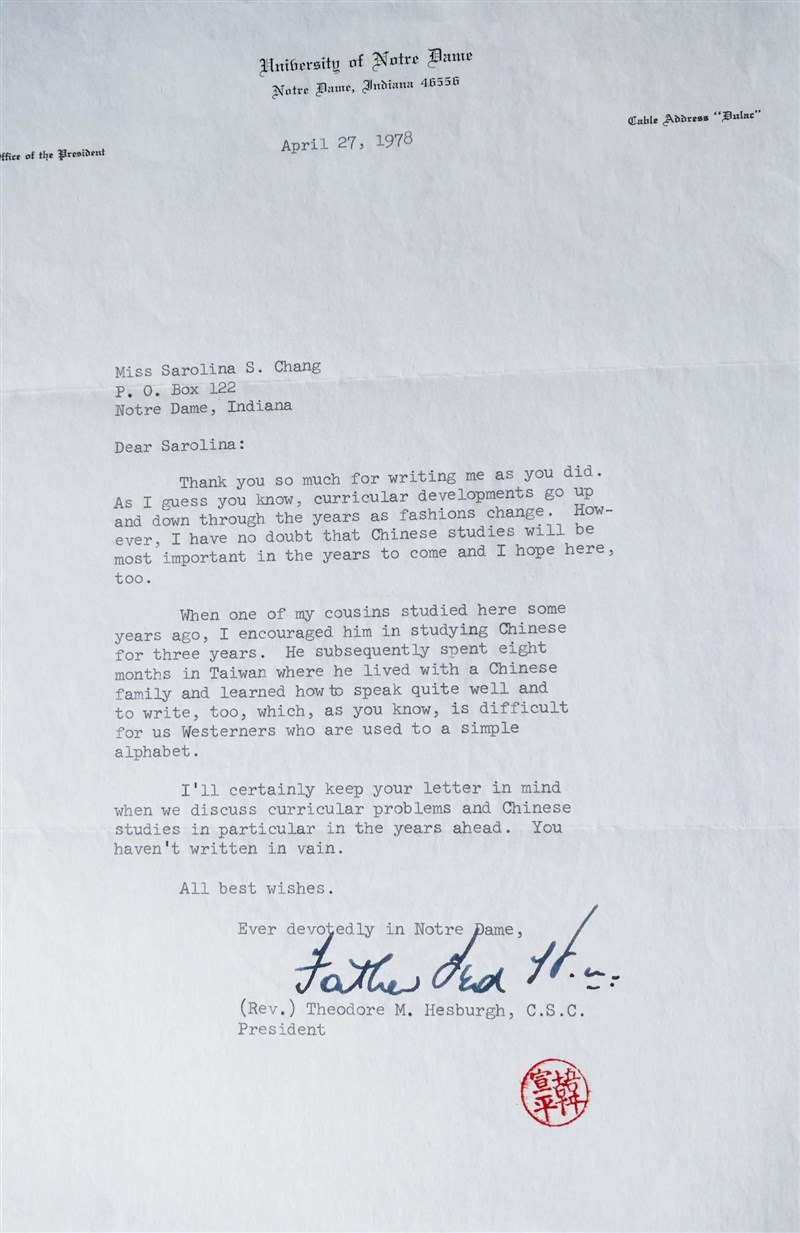 University of Notre Dame
Notre Dame, Indiana 46556
Cable Address "Dulac"
April 27, 1978
ffice of the President
Miss Sarolina S. Chang
P. O. Box 122
Notre Dame, Indiana
Dear Sarolina:
Thank you so much for writing me as you did.
As I guess you know, curricular developments go up
and down through the years as fashions change. How-
ever, I have no doubt that Chinese studies will be
most important in the years to come and I hope here,
too.
When one of my cousins studied here some
years ago, I encouraged him in studying Chinese
for three years. He subsequently spent eight
months in Taiwan where he lived with a Chinese
family and learned how to speak quite well and
to write, too, which, as you know, is difficult
for us Westerners who are used to a simple
alphabet.
I'll certainly keep your letter in mind
when we discuss curricular problems and Chinese
studies in particular in the years ahead. You
haven't written in vain.
All best wishes.
Ever devotedly in Notre Dame,
Father Ted
(Rev.) Theodore M. Hesburgh, C.S.C.
President
韓
宣平